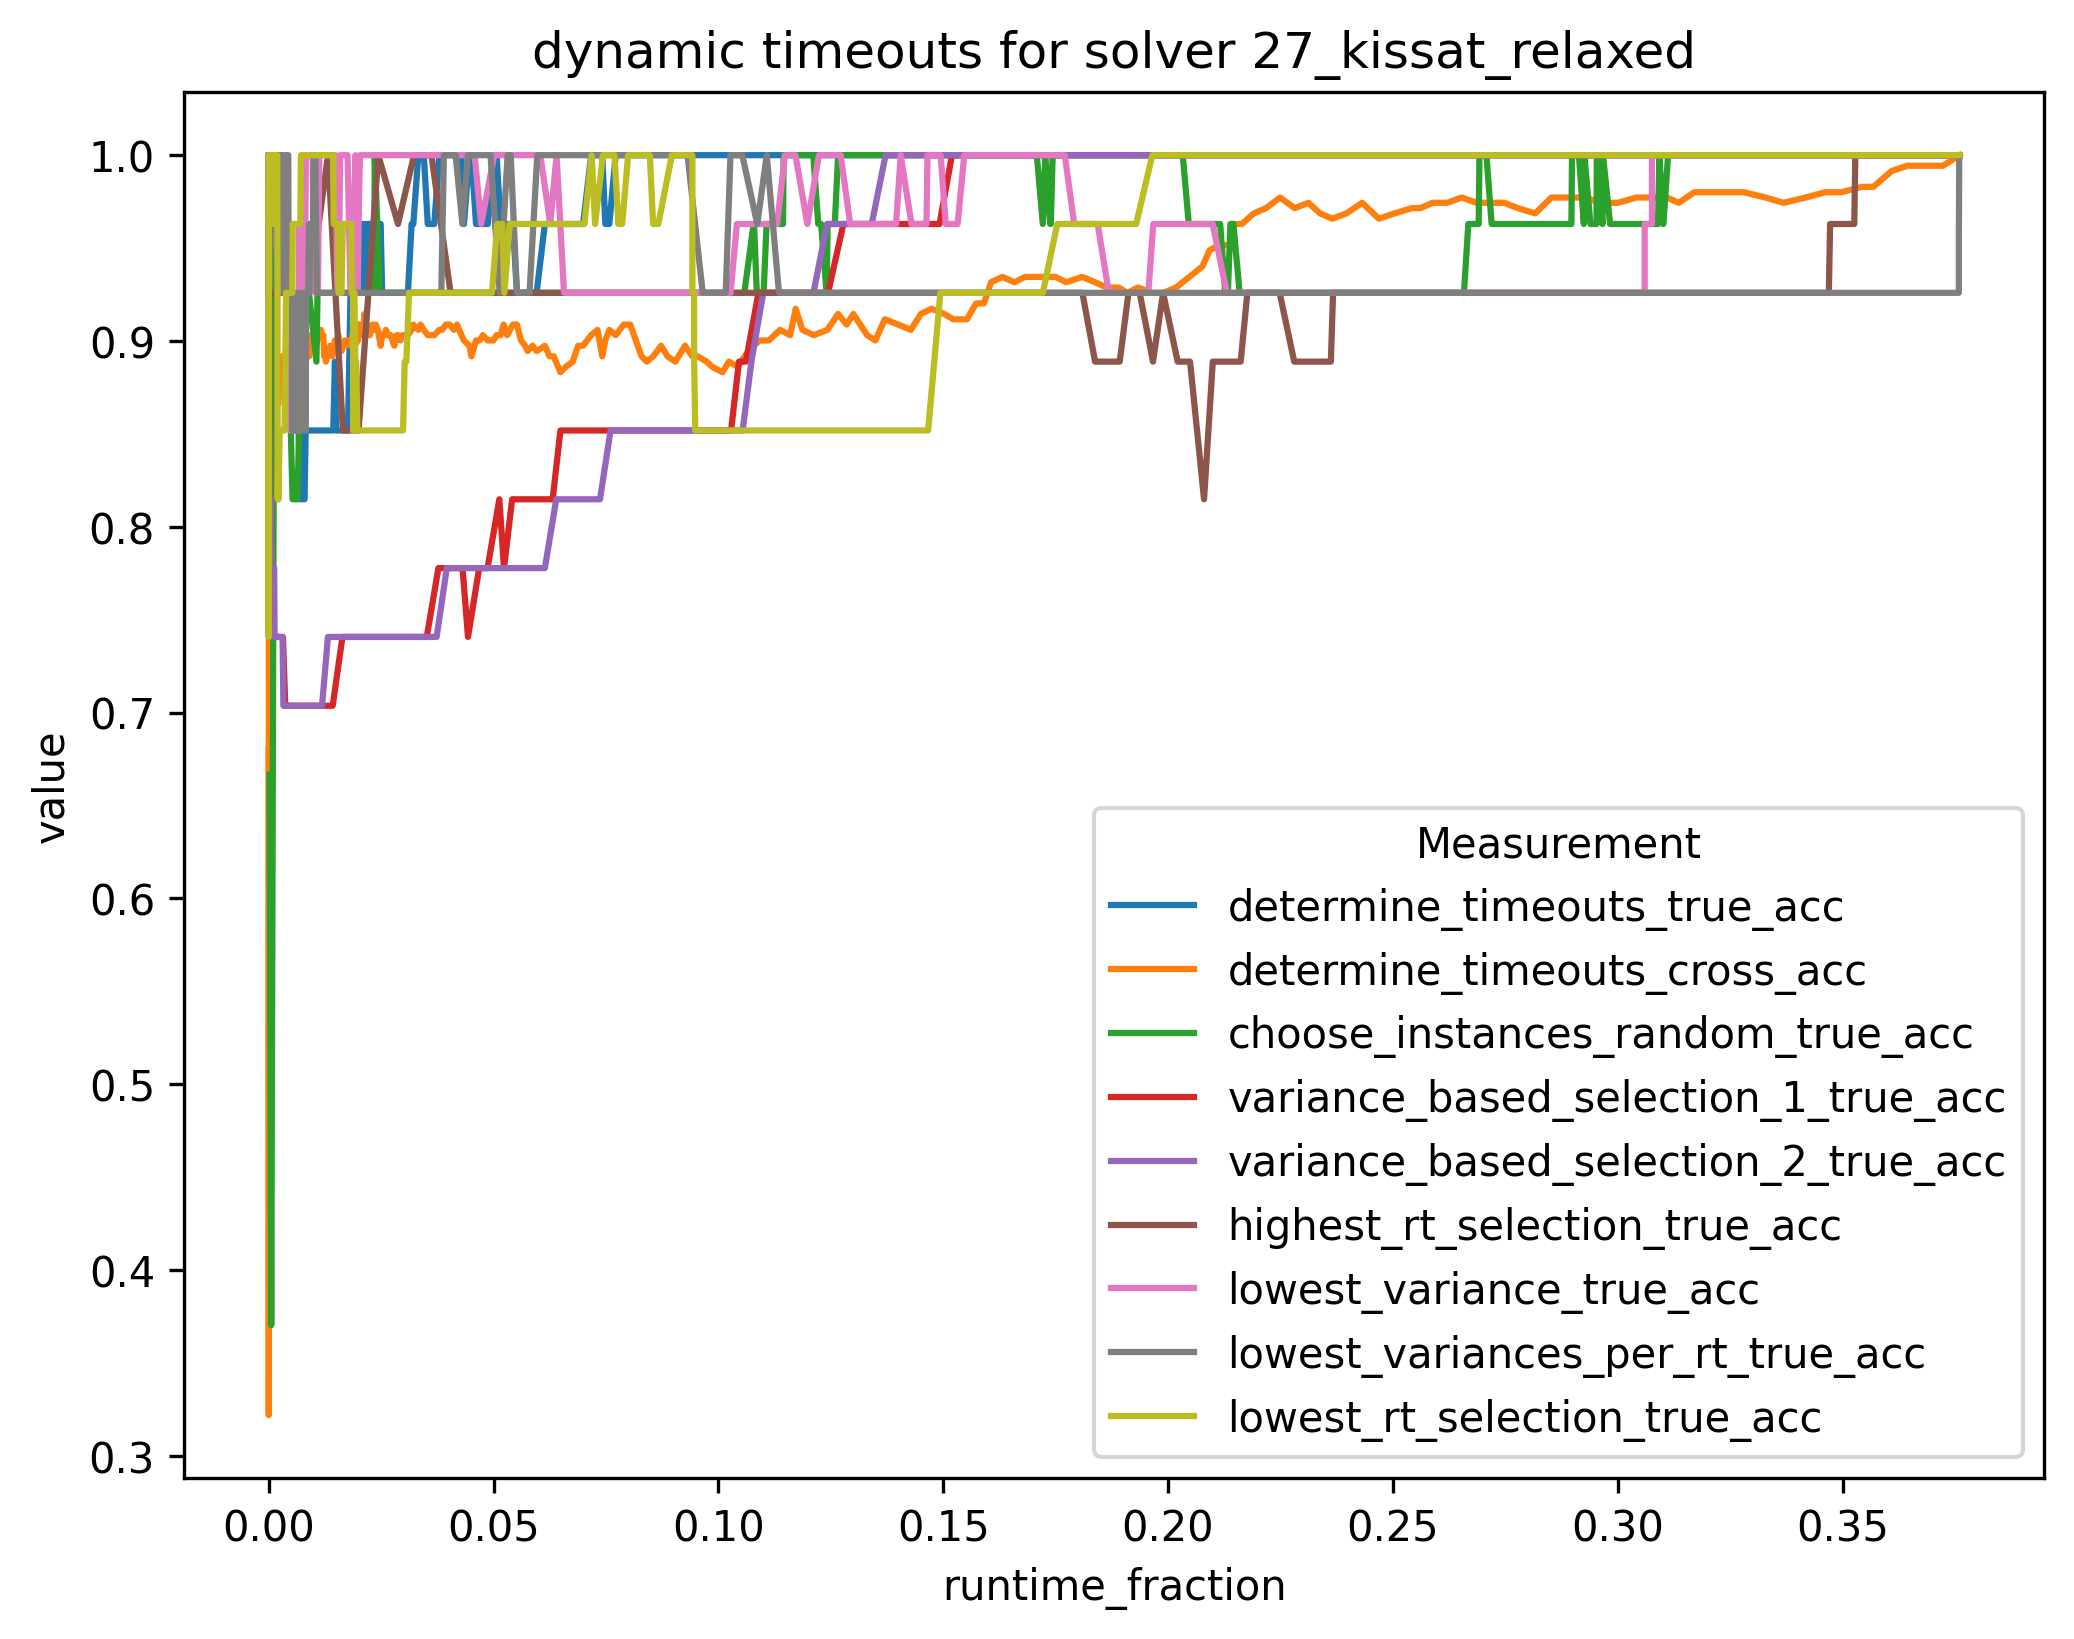 dynamic timeouts for solver 27_kissat_relaxed
1.0
0.9
0.8
0.7
0.6
0.5
0.4
0.3
value
Measurement
determine_timeouts_true_acc
determine_timeouts_cross_acc
choose_instances_random_true_acc
variance_based_selection_1_true_acc
variance_based_selection_2_true_acc
highest_rt_selection_true_acc
lowest_variance_true_acc
lowest_variances_per_rt_true_acc
lowest_rt_selection_true_acc
0.00 0.05 0.10 0.15 0.20 0.25 0.30 0.35
runtime_fraction